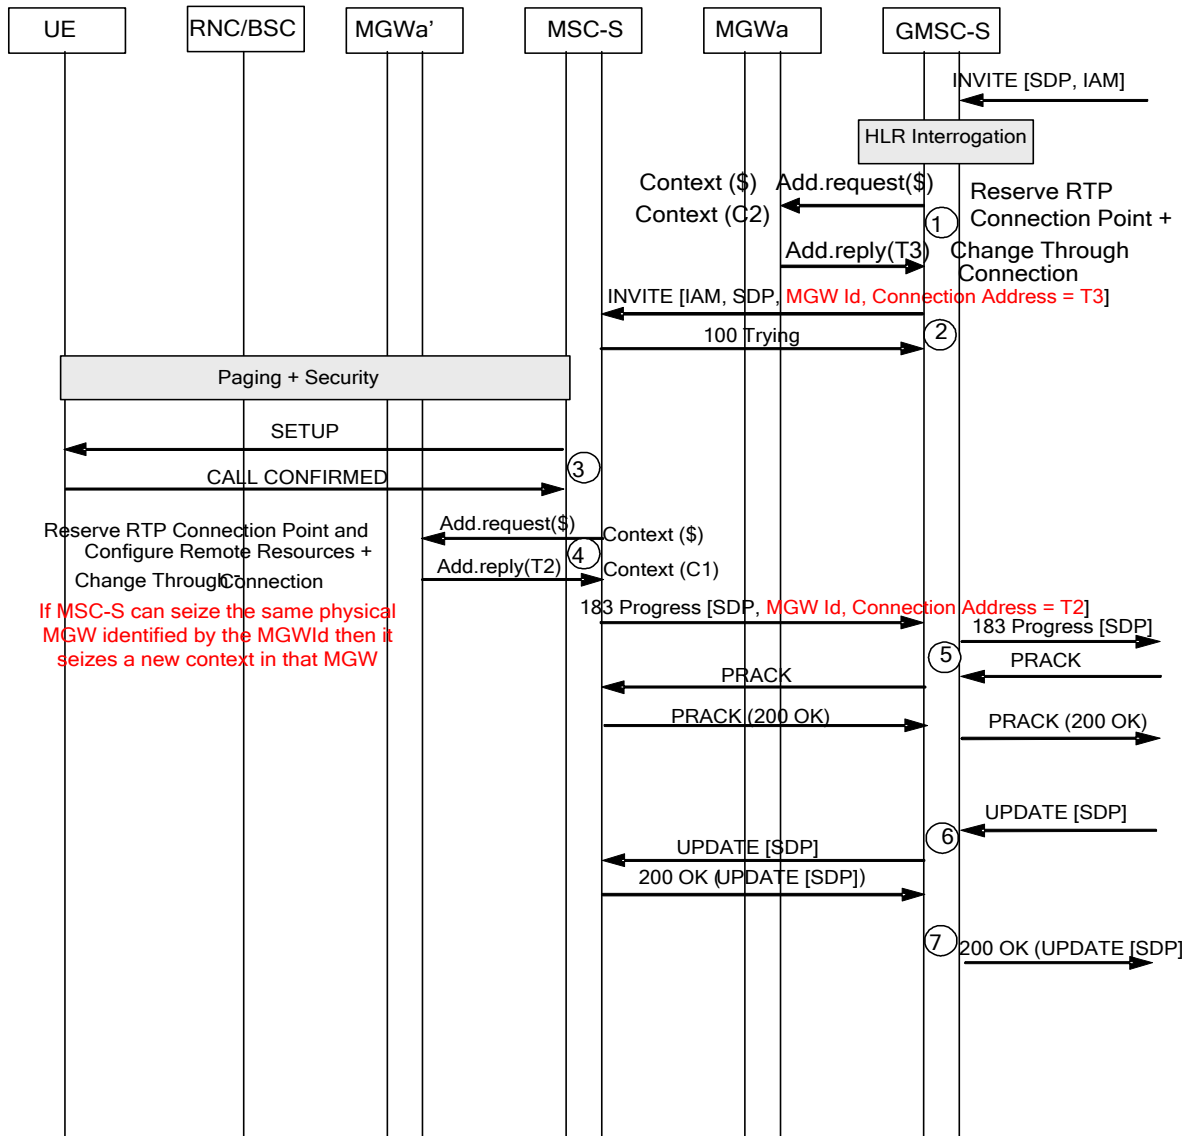 UE
RNC/BSC
MGWa’
MSC-S
MGWa
GMSC-S
INVITE [SDP, IAM]
HLR Interrogation
Context ($)
Add.request($)
Reserve RTP
Context (C2)
1
Connection Point +
Add.reply(T3)
Change Through
Connection
INVITE [IAM, SDP, MGW Id, Connection Address = T3]
100 Trying
2
Paging + Security
SETUP
3
CALL CONFIRMED
Add.request($)
Context ($)
Reserve RTP Connection Point and
Configure Remote Resources +
4
Add.reply(T2)
Context (C1)
Change Through-Connection
If MSC-S can seize the same physical
MGW identified by the MGWId then it
seizes a new context in that MGW
183 Progress [SDP, MGW Id, Connection Address = T2]
183 Progress [SDP]
5
PRACK
PRACK
PRACK (200 OK)
PRACK (200 OK)
UPDATE [SDP]
6
UPDATE [SDP]
200 OK (UPDATE [SDP])
7
200 OK (UPDATE [SDP]